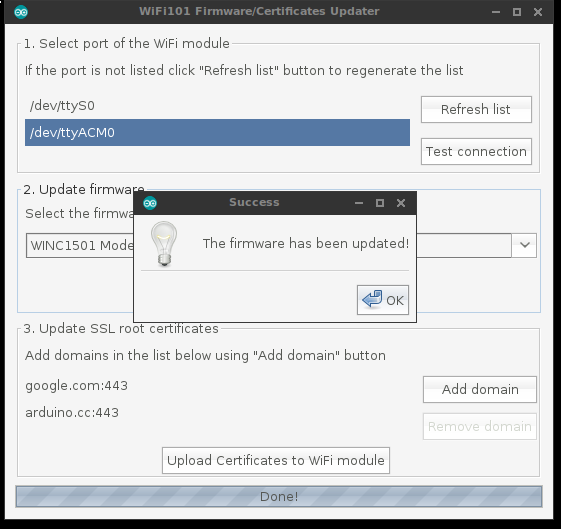 WiFi101 Firmware/Certificates Updater
1. Select port of the WiFi module
If the port is not listed click "Refresh list" button to regenerate the list
/dev/ttyS0
Refresh list
/dev/ttyACM0
Test connection
2. Update firmware
Select the firmwa
Success
The firmware has been updated!
WINC1501 Mode
OK
3. Update SSL root certificates
Add domains in the list below using "Add domain" button
google.com:443
Add domain
arduino.cc:443
Remove domain
Upload Certificates to WiFi module
Done!